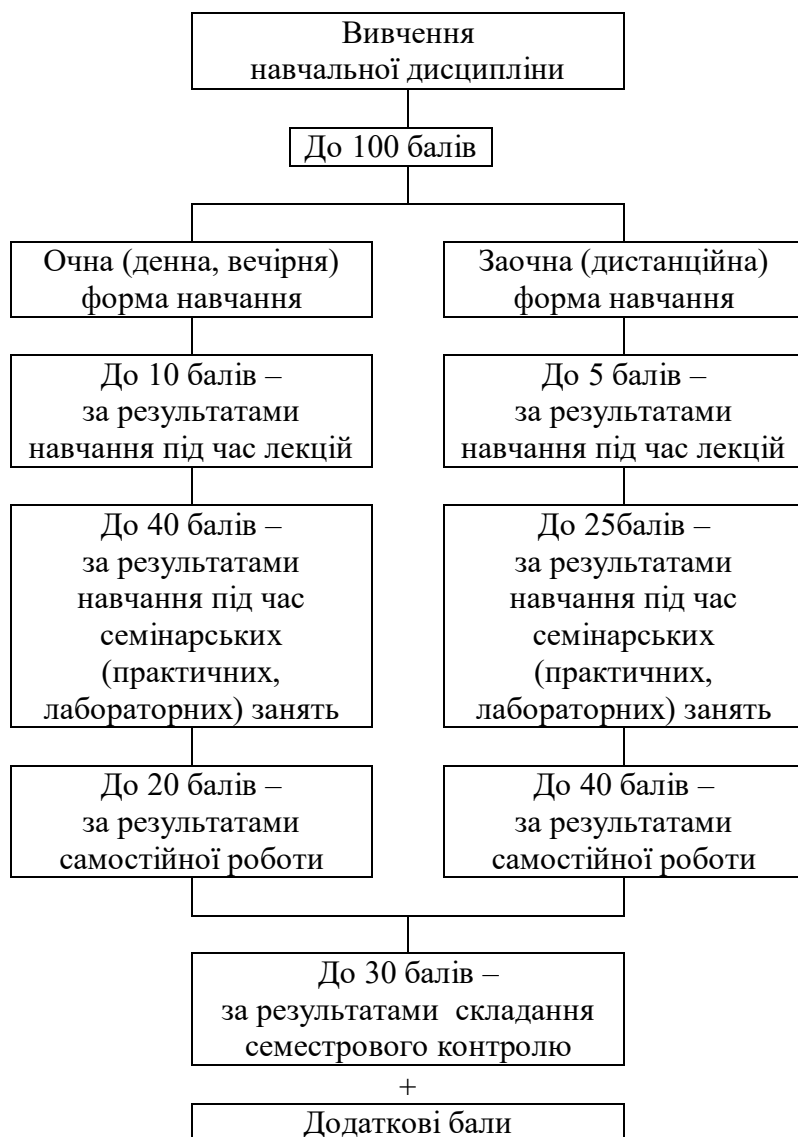 Вивчення
навчальної дисципліни
До 100 балів
Очна (денна, вечірня)
форма навчання
До 10 балів –
за результатами
навчання під час лекцій
До 40 балів –
за результатами
навчання під час
семінарських
(практичних,
лабораторних) занять
До 20 балів –
за результатами
самостійної роботи
Заочна (дистанційна)
форма навчання
До 5 балів –
за результатами
навчання під час лекцій
До 25балів –
за результатами
навчання під час
семінарських
(практичних,
лабораторних) занять
До 40 балів –
за результатами
самостійної роботи
До 30 балів –
за результатами складання
семестрового контролю
+
Додаткові бали